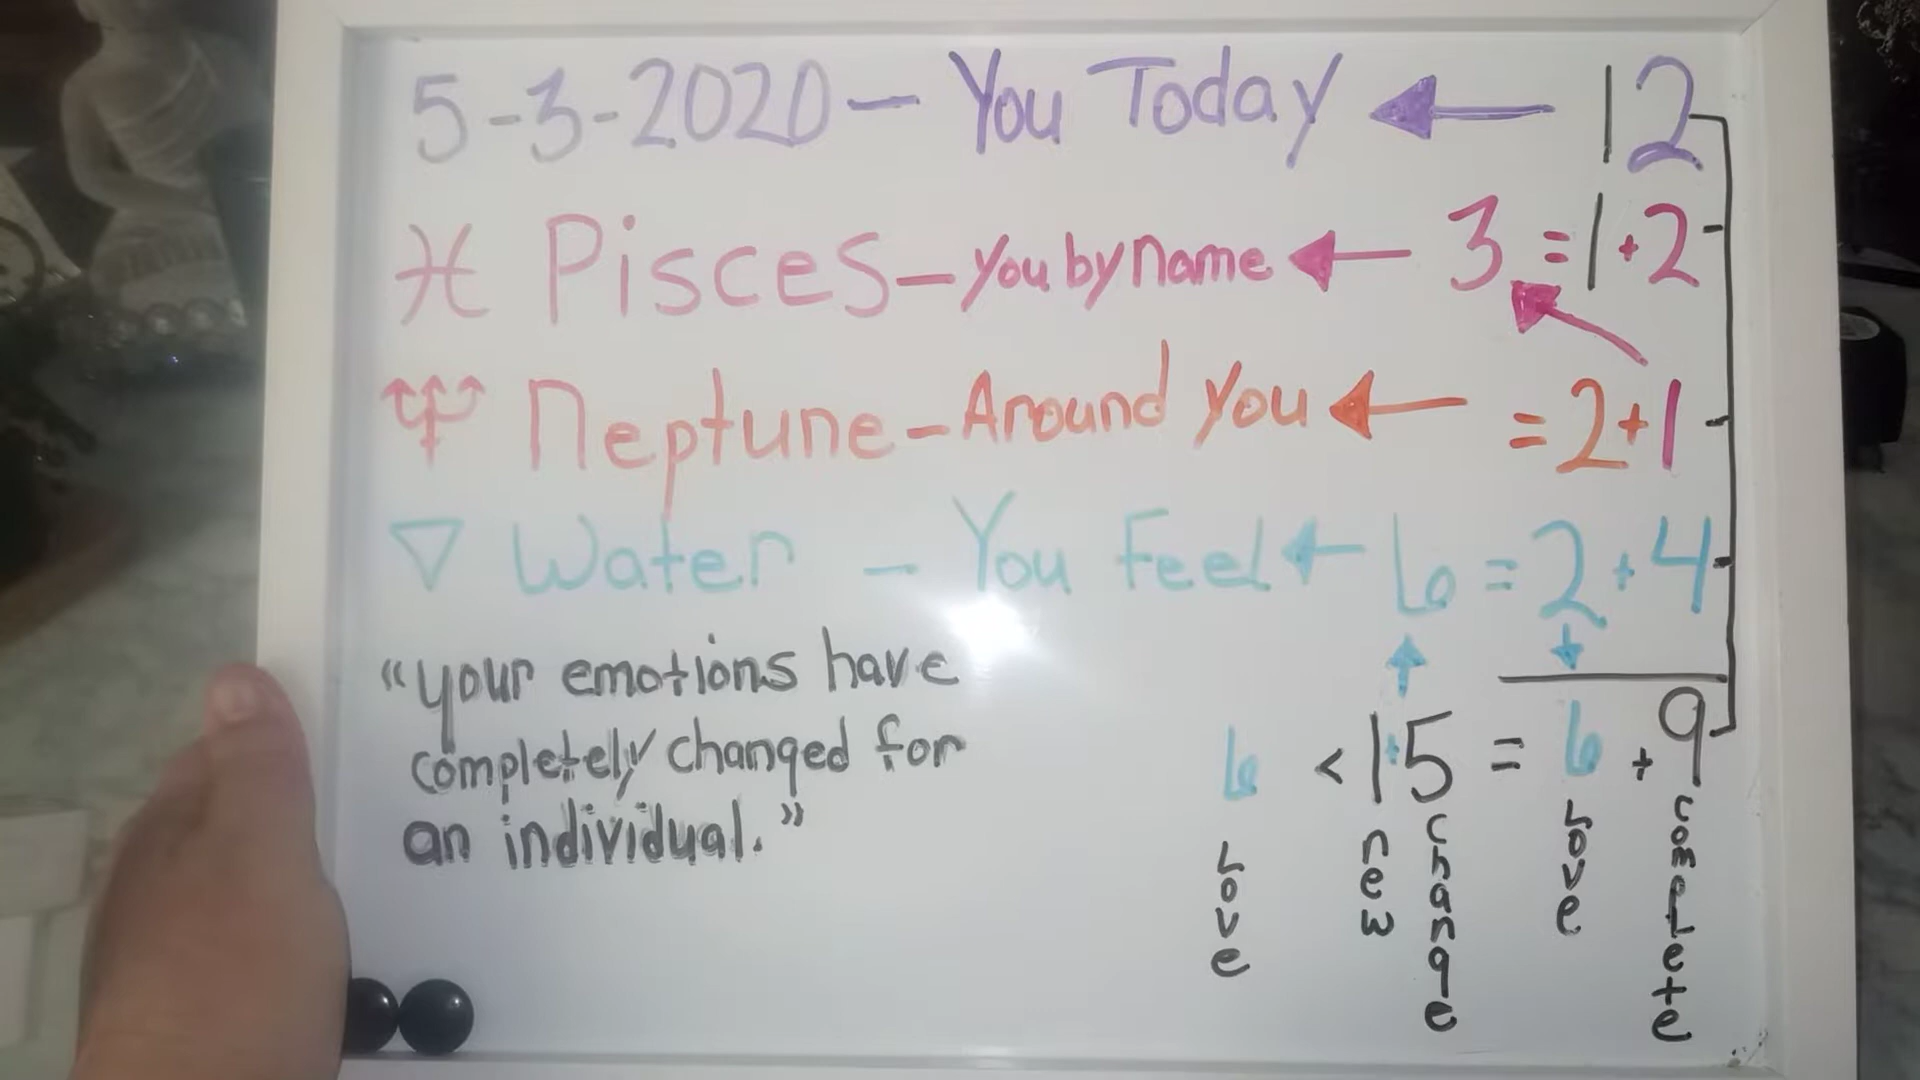 5-3-2020 — You Today ← 12
♓ Pisces — You by name ← 3 = 1+2
♆ Neptune — Around You ← = 2+1
▽ Water - You Feel ← 6 = 2+4
"your emotions have
completely changed for
an individual."
6 < 1+5 = 6 + 9
Love new change Love complete